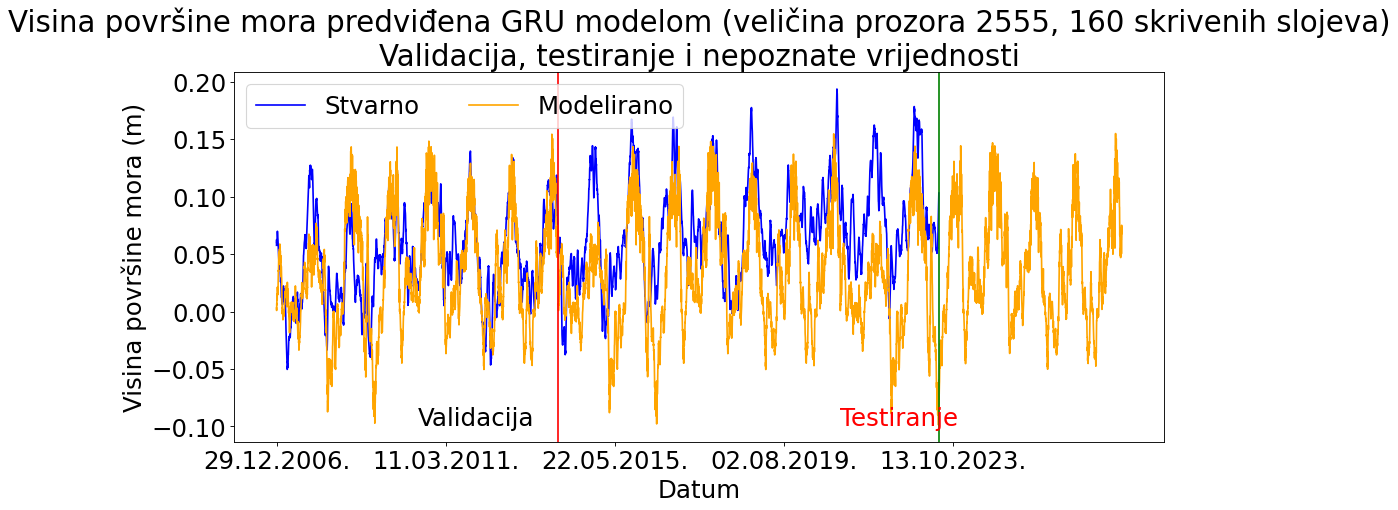 Visina površine mora predviđena GRU modelom (veličina prozora 2555, 160 skrivenih slojeva)
Validacija, testiranje i nepoznate vrijednosti
Stvarno
Modelirano
Visina površine mora (m)
0.20
0.15
0.10
0.05
0.00
−0.05
−0.10
Validacija
Testiranje
29.12.2006.
11.03.2011.
22.05.2015.
02.08.2019.
13.10.2023.
Datum